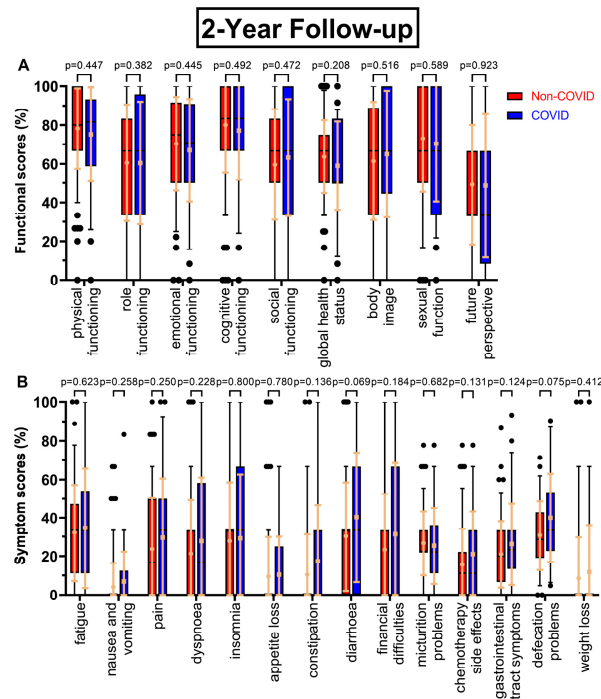 2-Year Follow-up
A
p=0.447 p=0.382 p=0.445 p=0.492 p=0.472 p=0.208 p=0.516 p=0.589 p=0.923
Functional scores (%)
100
80
60
40
20
0
Non-COVID
COVID
physical
functioning
role
functioning
emotional
functioning
cognitive
functioning
social
functioning
global health
status
body
image
sexual
function
future
perspective
B
p=0.623 p=0.258 p=0.250 p=0.228 p=0.800 p=0.780 p=0.136 p=0.069 p=0.184 p=0.682 p=0.131 p=0.124 p=0.075 p=0.412
Symptom scores (%)
100
80
60
40
20
0
fatigue
nausea and
vomiting
pain
dyspnoea
insomnia
appetite loss
constipation
diarrhoea
financial
difficulties
micturition
problems
chemotherapy
side effects
gastrointestinal
tract symptoms
defecation
problems
weight loss